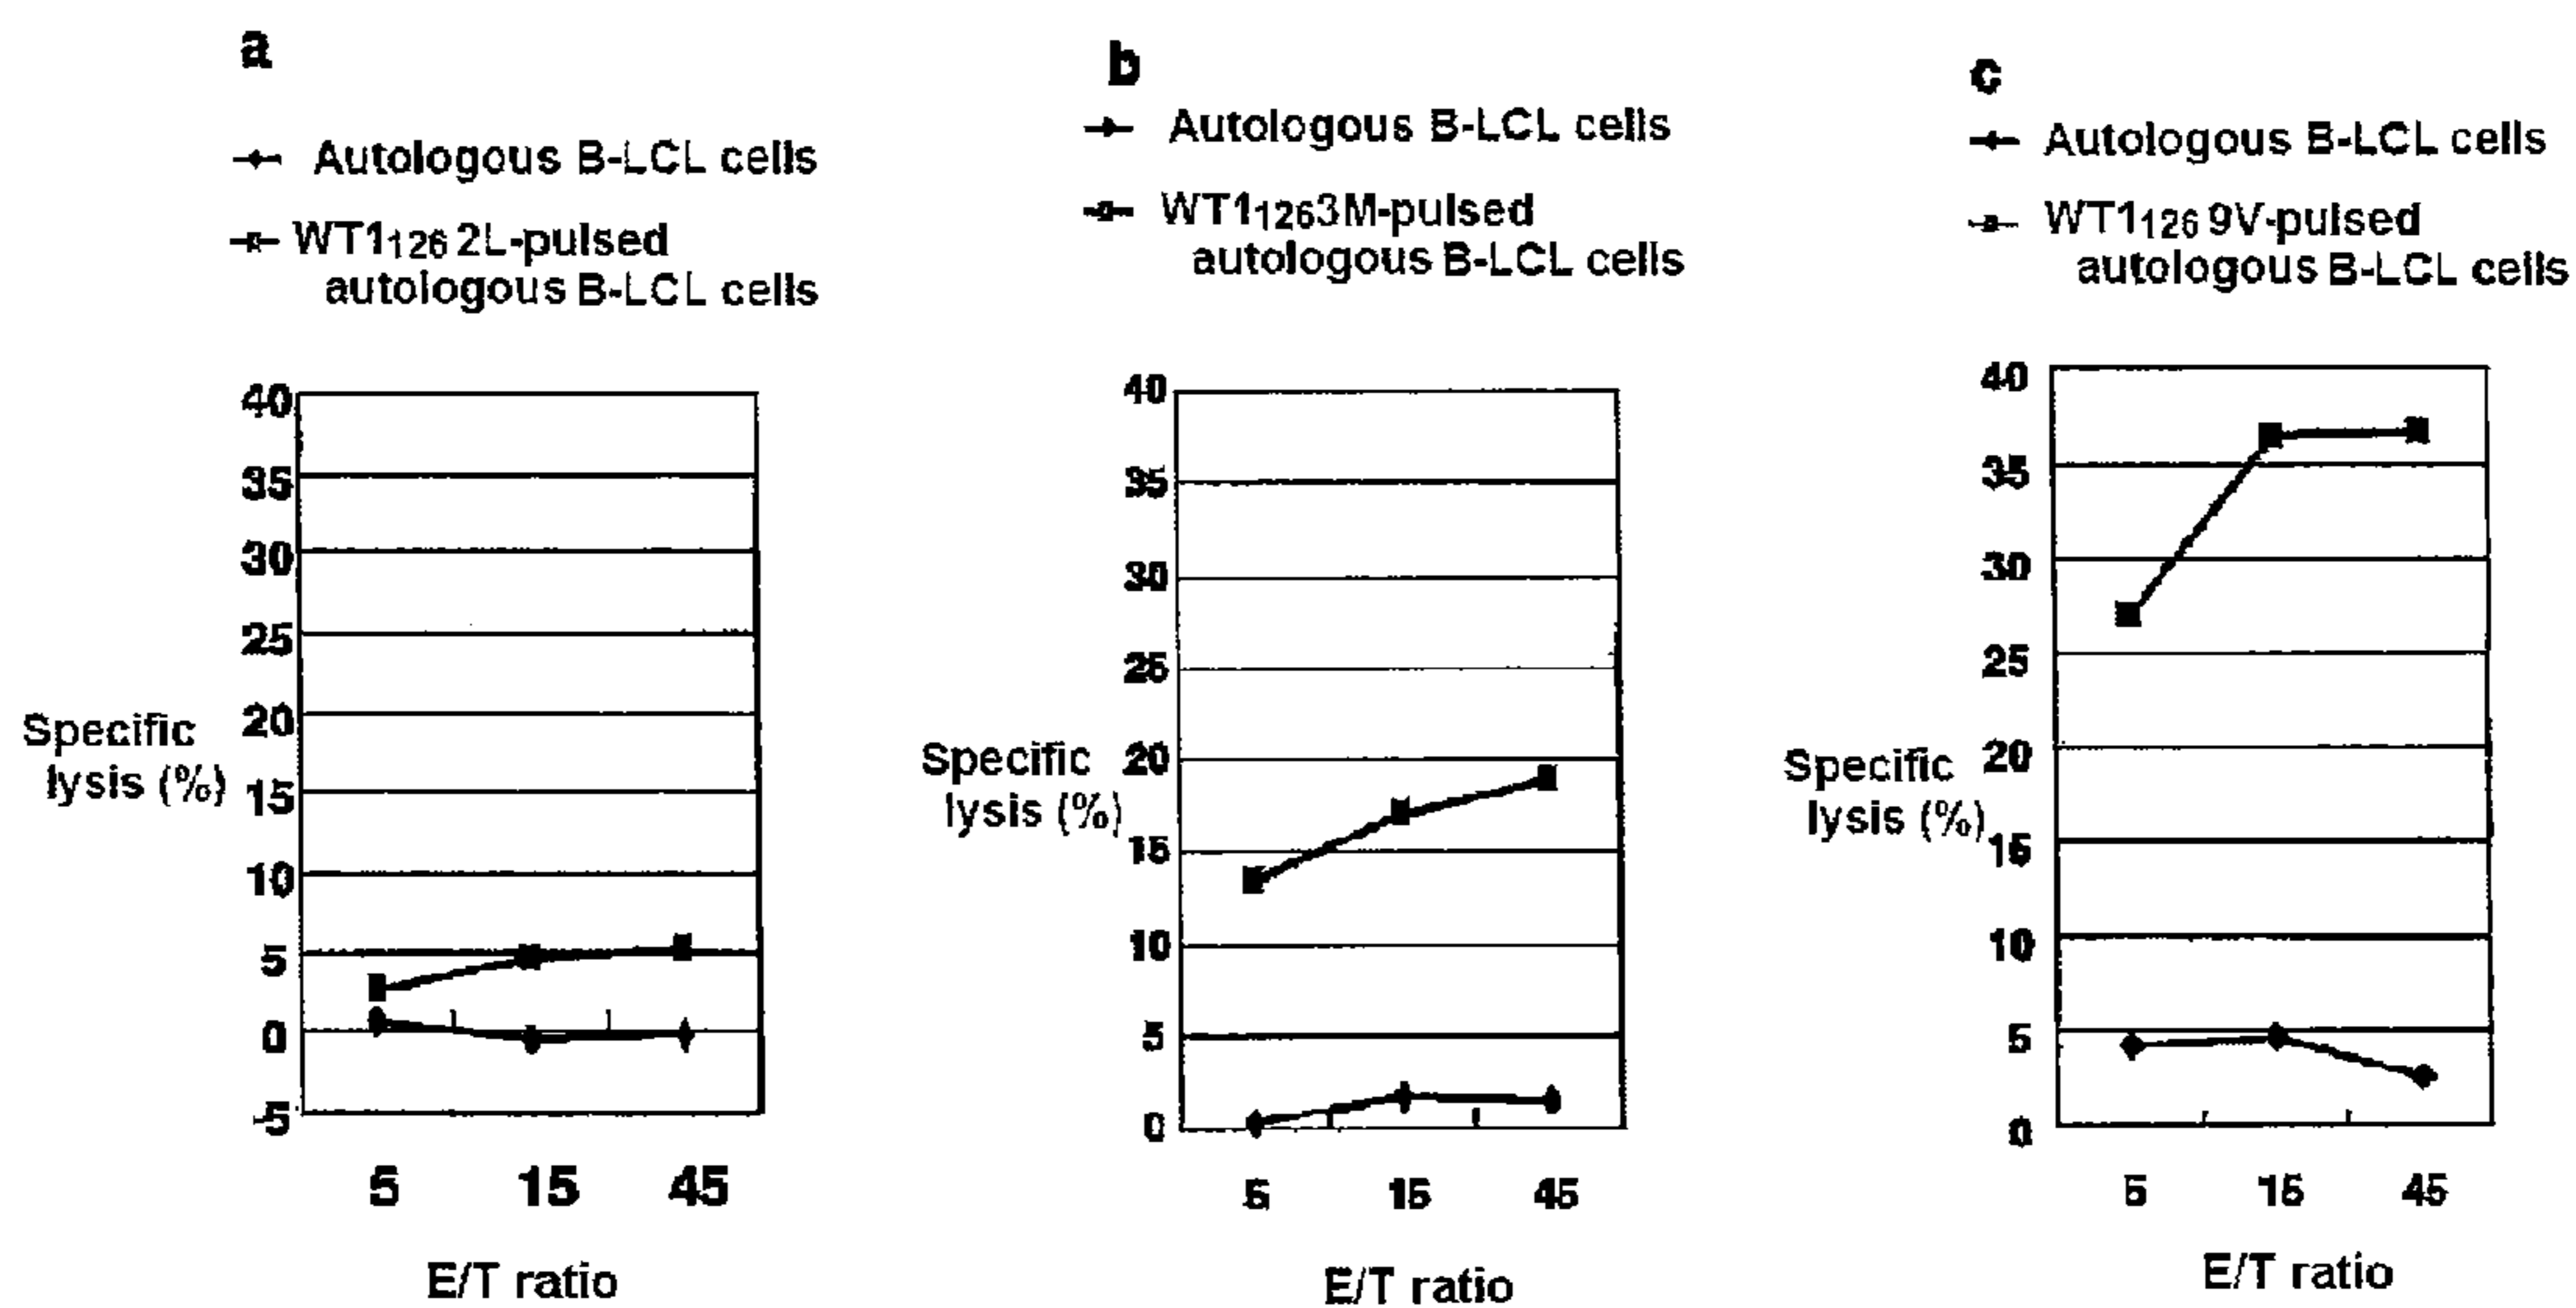 a
Autologous B-LCL cells
WT1126 2L-pulsed
autologous B-LCL cells
40
35
30
25
20
15
10
5
0
-5
Specific
lysis (%)
5 15 45
E/T ratio
b
Autologous B-LCL cells
WT11263M-pulsed
autologous B-LCL cells
40
35
30
25
20
15
10
5
0
Specific
lysis (%)
5 15 45
E/T ratio
c
Autologous B-LCL cells
WT1126 9V-pulsed
autologous B-LCL cells
40
35
30
25
20
15
10
5
0
Specific
lysis (%)
5 15 45
E/T ratio